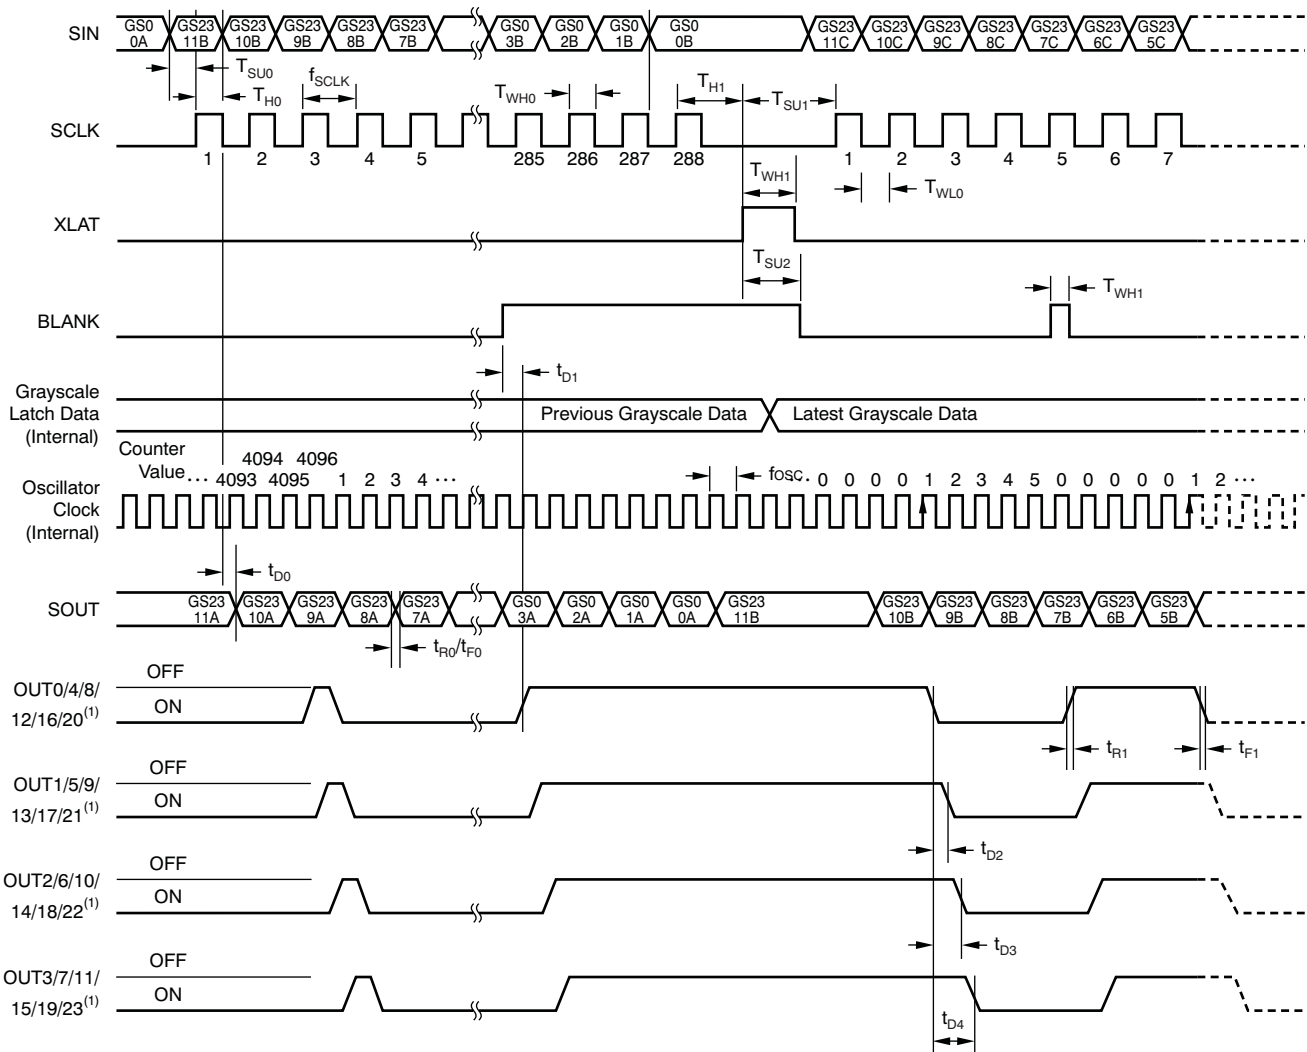 SIN
GS0 GS23 GS23 GS23 GS23 GS23 GS0 GS0 GS0 GS0 GS23 GS23 GS23 GS23 GS23 GS23 GS23
0A 11B 10B 9B 8B 7B 3B 2B 1B 0B 11C 10C 9C 8C 7C 6C 5C
TSU0 fSCLK TWH0 TH1 TSU1
TH0
SCLK
1 2 3 4 5 285 286 287 288 1 2 3 4 5 6 7
TWH1 TWL0
XLAT
TSU2 TWH1
BLANK
tD1
Grayscale
Latch Data
(Internal)
Previous Grayscale Data Latest Grayscale Data
Counter
Value
4094 4096
... 4093 4095 1 2 3 4 ... fosc ... 0 0 0 0 1 2 3 4 5 0 0 0 0 0 1 2 ...
Oscillator
Clock
(Internal)
tD0
SOUT
GS23 GS23 GS23 GS23 GS23 GS0 GS0 GS0 GS0 GS23 GS23 GS23 GS23 GS23 GS23 GS23
11A 10A 9A 8A 7A 3A 2A 1A 0A 11B 10B 9B 8B 7B 6B 5B
tR0/tF0
OFF
OUT0/4/8/
ON
12/16/20(1)
tR1 tF1
OFF
OUT1/5/9/
ON
13/17/21(1)
tD2
OFF
OUT2/6/10/
ON
14/18/22(1)
tD3
OFF
OUT3/7/11/
ON
15/19/23(1)
tD4